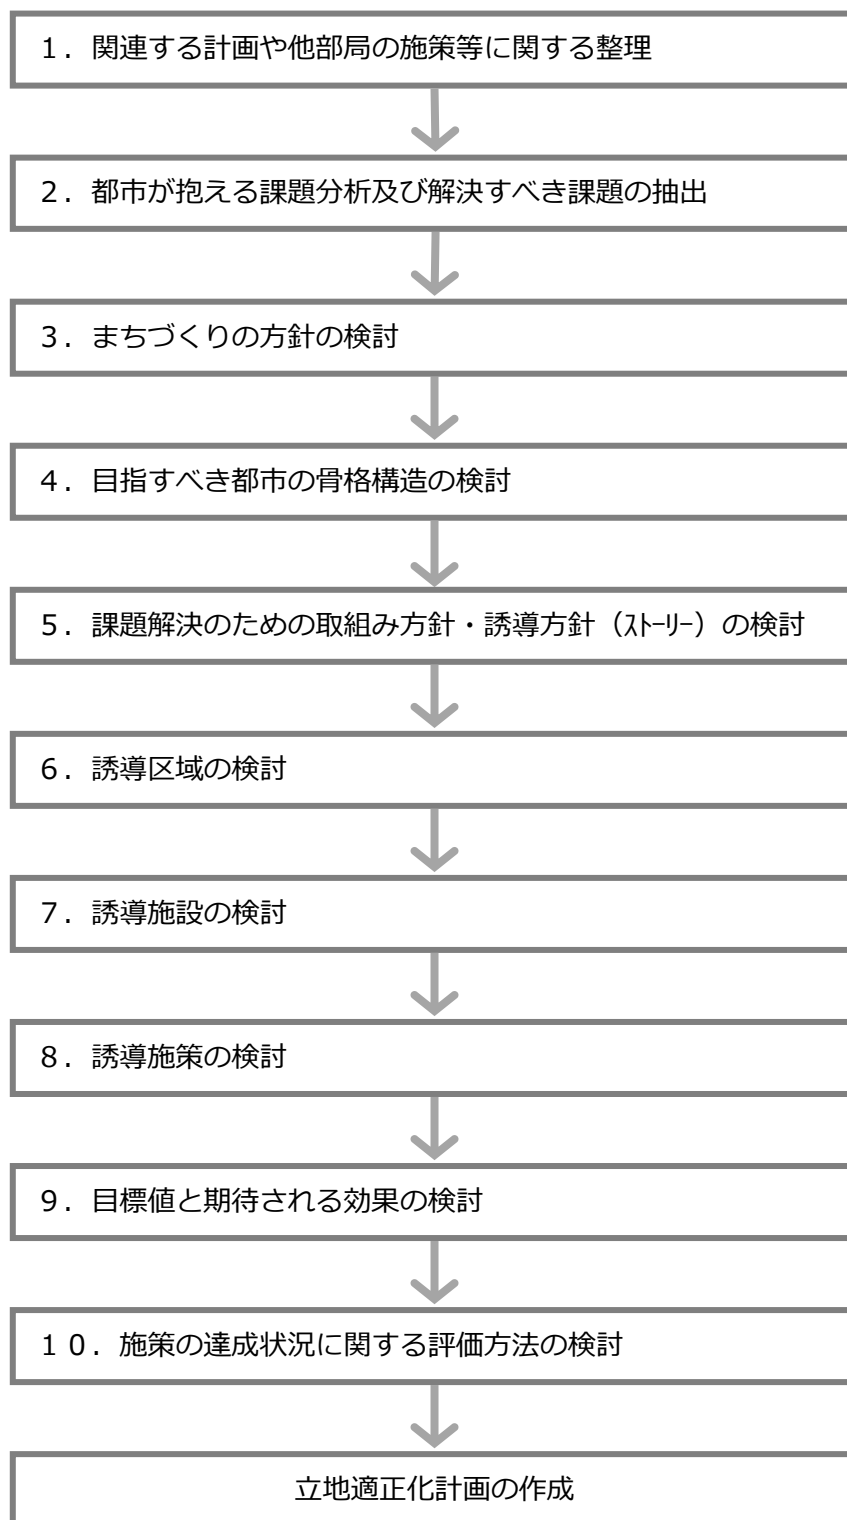 １．関連する計画や他部局の施策等に関する整理
２．都市が抱える課題分析及び解決すべき課題の抽出
３．まちづくりの方針の検討
４．目指すべき都市の骨格構造の検討
５．課題解決のための取組み方針・誘導方針（ｽﾄｰﾘｰ）の検討
６．誘導区域の検討
７．誘導施設の検討
８．誘導施策の検討
９．目標値と期待される効果の検討
１０．施策の達成状況に関する評価方法の検討
立地適正化計画の作成